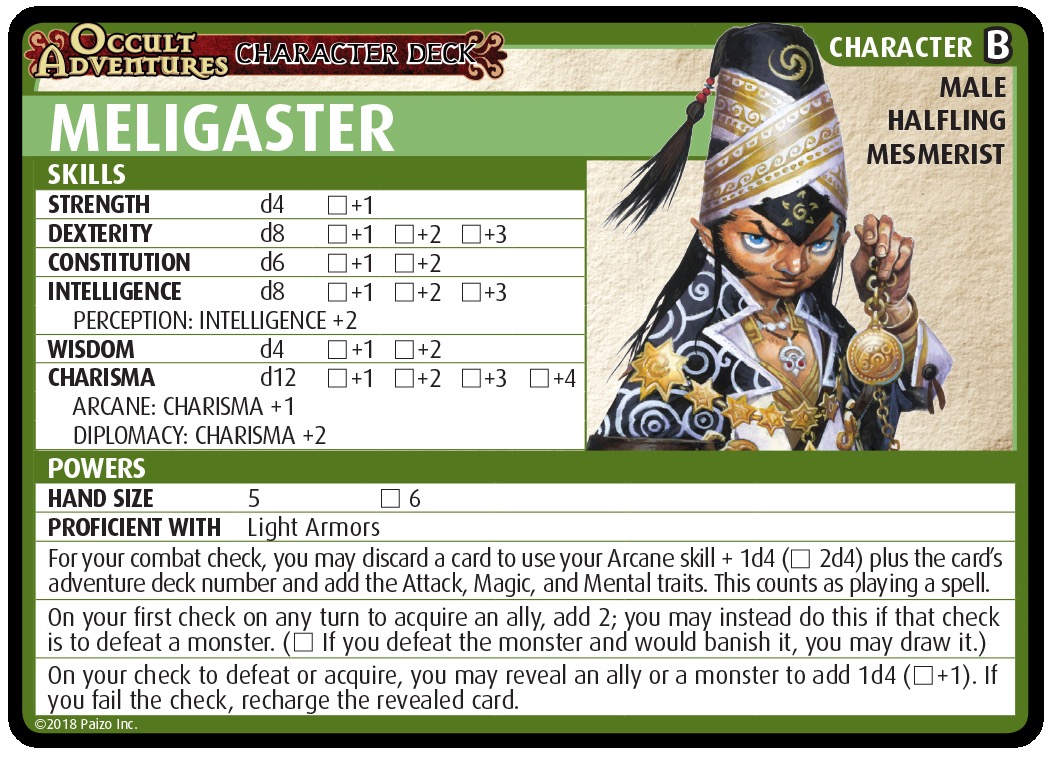 OCCULT ADVENTURES CHARACTER DECK
CHARACTER B
MELIGASTER
MALE
HALFLING
MESMERIST
SKILLS
STRENGTH d4 □+1
DEXTERITY d8 □+1 □+2 □+3
CONSTITUTION d6 □+1 □+2
INTELLIGENCE d8 □+1 □+2 □+3
PERCEPTION: INTELLIGENCE +2
WISDOM d4 □+1 □+2
CHARISMA d12 □+1 □+2 □+3 □+4
ARCANE: CHARISMA +1
DIPLOMACY: CHARISMA +2
POWERS
HAND SIZE 5 □ 6
PROFICIENT WITH Light Armors
For your combat check, you may discard a card to use your Arcane skill + 1d4 (□ 2d4) plus the card's
adventure deck number and add the Attack, Magic, and Mental traits. This counts as playing a spell.
On your first check on any turn to acquire an ally, add 2; you may instead do this if that check
is to defeat a monster. (□ If you defeat the monster and would banish it, you may draw it.)
On your check to defeat or acquire, you may reveal an ally or a monster to add 1d4 (□+1). If
you fail the check, recharge the revealed card.
©2018 Paizo Inc.